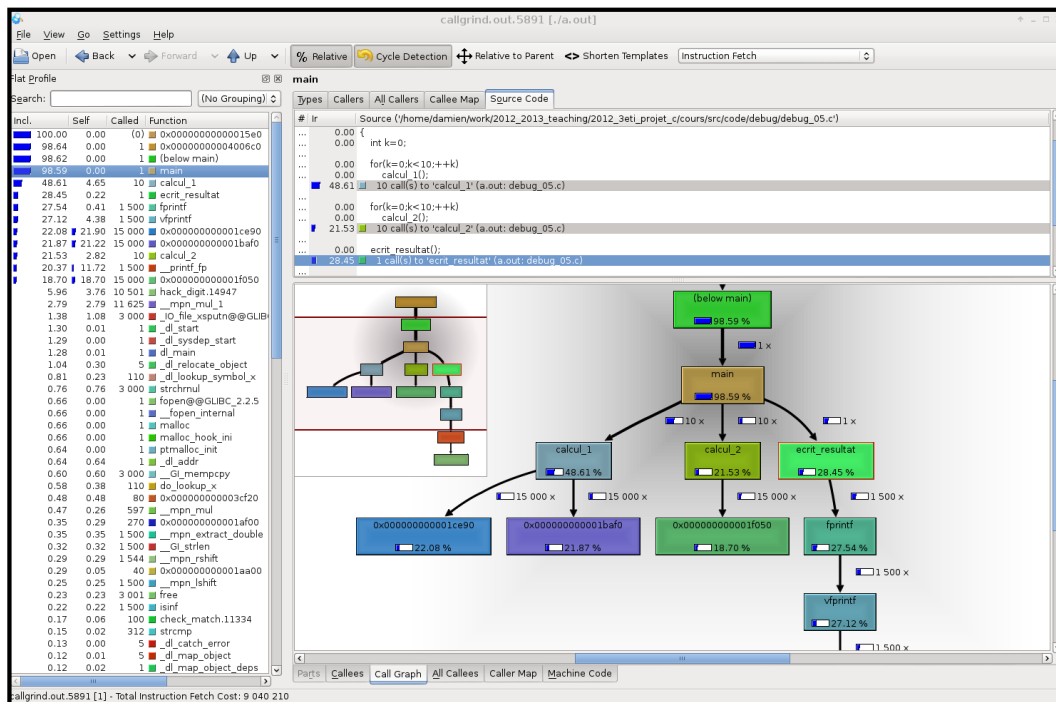 callgrind.out.5891 [./a.out]
File View Go Settings Help
Open Back Forward Up % Relative Cycle Detection Relative to Parent <> Shorten Templates Instruction Fetch
Flat Profile
Search: (No Grouping)
Incl. Self Called Function
100.00 0.00 (0) 0x00000000000015e0
98.64 0.00 1 0x00000000004006c0
98.62 0.00 1 (below main)
98.59 0.00 1 main
48.61 4.65 10 calcul_1
28.45 0.22 1 ecrit_resultat
27.54 0.41 1 500 fprintf
27.12 4.38 1 500 vfprintf
22.08 21.90 15 000 0x000000000001ce90
21.87 21.22 15 000 0x000000000001baf0
21.53 2.82 10 calcul_2
20.37 11.72 1 500 __printf_fp
18.70 18.70 15 000 0x000000000001f050
5.96 3.76 10 501 hack_digit.14947
2.79 2.79 11 625 __mpn_mul_1
1.38 1.08 3 000 _IO_file_xsputn@@GLIB
1.30 0.01 1 _dl_start
1.29 0.00 1 _dl_sysdep_start
1.28 0.01 1 dl_main
1.04 0.30 5 _dl_relocate_object
0.81 0.23 110 _dl_lookup_symbol_x
0.76 0.76 3 000 strchrnul
0.66 0.00 1 fopen@@GLIBC_2.2.5
0.66 0.00 1 __fopen_internal
0.66 0.00 1 malloc
0.66 0.00 1 malloc_hook_ini
0.64 0.00 1 ptmalloc_init
0.64 0.64 1 _dl_addr
0.60 0.60 3 000 __GI_mempcpy
0.58 0.38 110 do_lookup_x
0.48 0.48 80 0x000000000003cf20
0.47 0.26 597 __mpn_mul
0.35 0.29 270 0x000000000001af00
0.35 0.35 1 500 __mpn_extract_double
0.32 0.32 1 500 __GI_strlen
0.29 0.29 1 544 __mpn_rshift
0.29 0.05 40 0x000000000001aa00
0.25 0.25 1 500 __mpn_lshift
0.23 0.23 3 001 free
0.22 0.22 1 500 isinf
0.17 0.06 100 check_match.11334
0.15 0.02 312 strcmp
0.13 0.00 5 _dl_catch_error
0.12 0.01 5 _dl_map_object
0.12 0.02 1 _dl_map_object_deps
main
Types Callers All Callers Callee Map Source Code
# Ir Source ('/home/damien/work/2012_2013_teaching/2012_3eti_projet_c/cours/src/code/debug/debug_05.c')
... 0.00 {
... 0.00 int k=0;
...
... 0.00 for(k=0;k<10;++k)
... 0.00 calcul_1();
48.61 10 call(s) to 'calcul_1' (a.out: debug_05.c)
...
... 0.00 for(k=0;k<10;++k)
... 0.00 calcul_2();
21.53 10 call(s) to 'calcul_2' (a.out: debug_05.c)
...
... 0.00 ecrit_resultat();
28.45 1 call(s) to 'ecrit_resultat' (a.out: debug_05.c)
...
(below main)
98.59 %
1 x
main
98.59 %
10 x 10 x 1 x
calcul_1 calcul_2 ecrit_resultat
48.61 % 21.53 % 28.45 %
15 000 x 15 000 x 15 000 x 1 500 x
0x000000000001ce90 0x000000000001baf0 0x000000000001f050 fprintf
22.08 % 21.87 % 18.70 % 27.54 %
1 500 x
vfprintf
27.12 %
1 500 x
Parts Callees Call Graph All Callees Caller Map Machine Code
callgrind.out.5891 [1] - Total Instruction Fetch Cost: 9 040 210